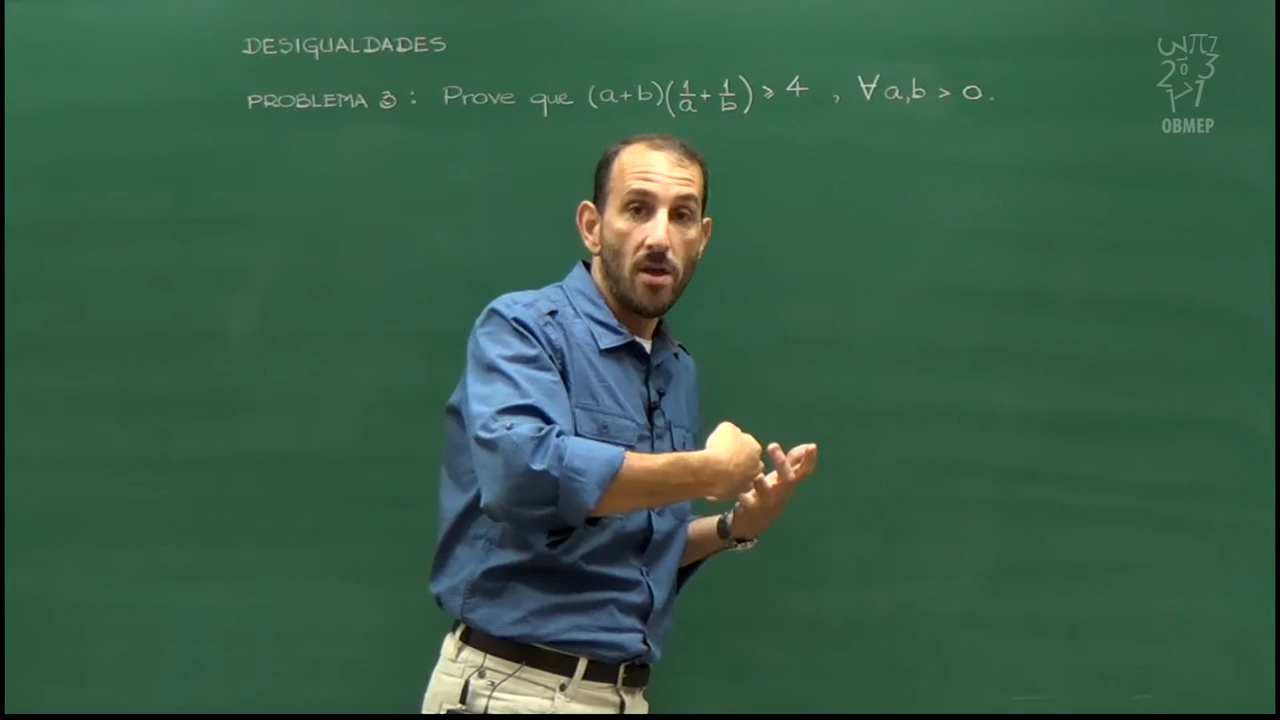 DESIGUALDADES
PROBLEMA 3 : Prove que (a+b)(1/a + 1/b) ⩾ 4 , ∀ a,b > 0.
OBMEP